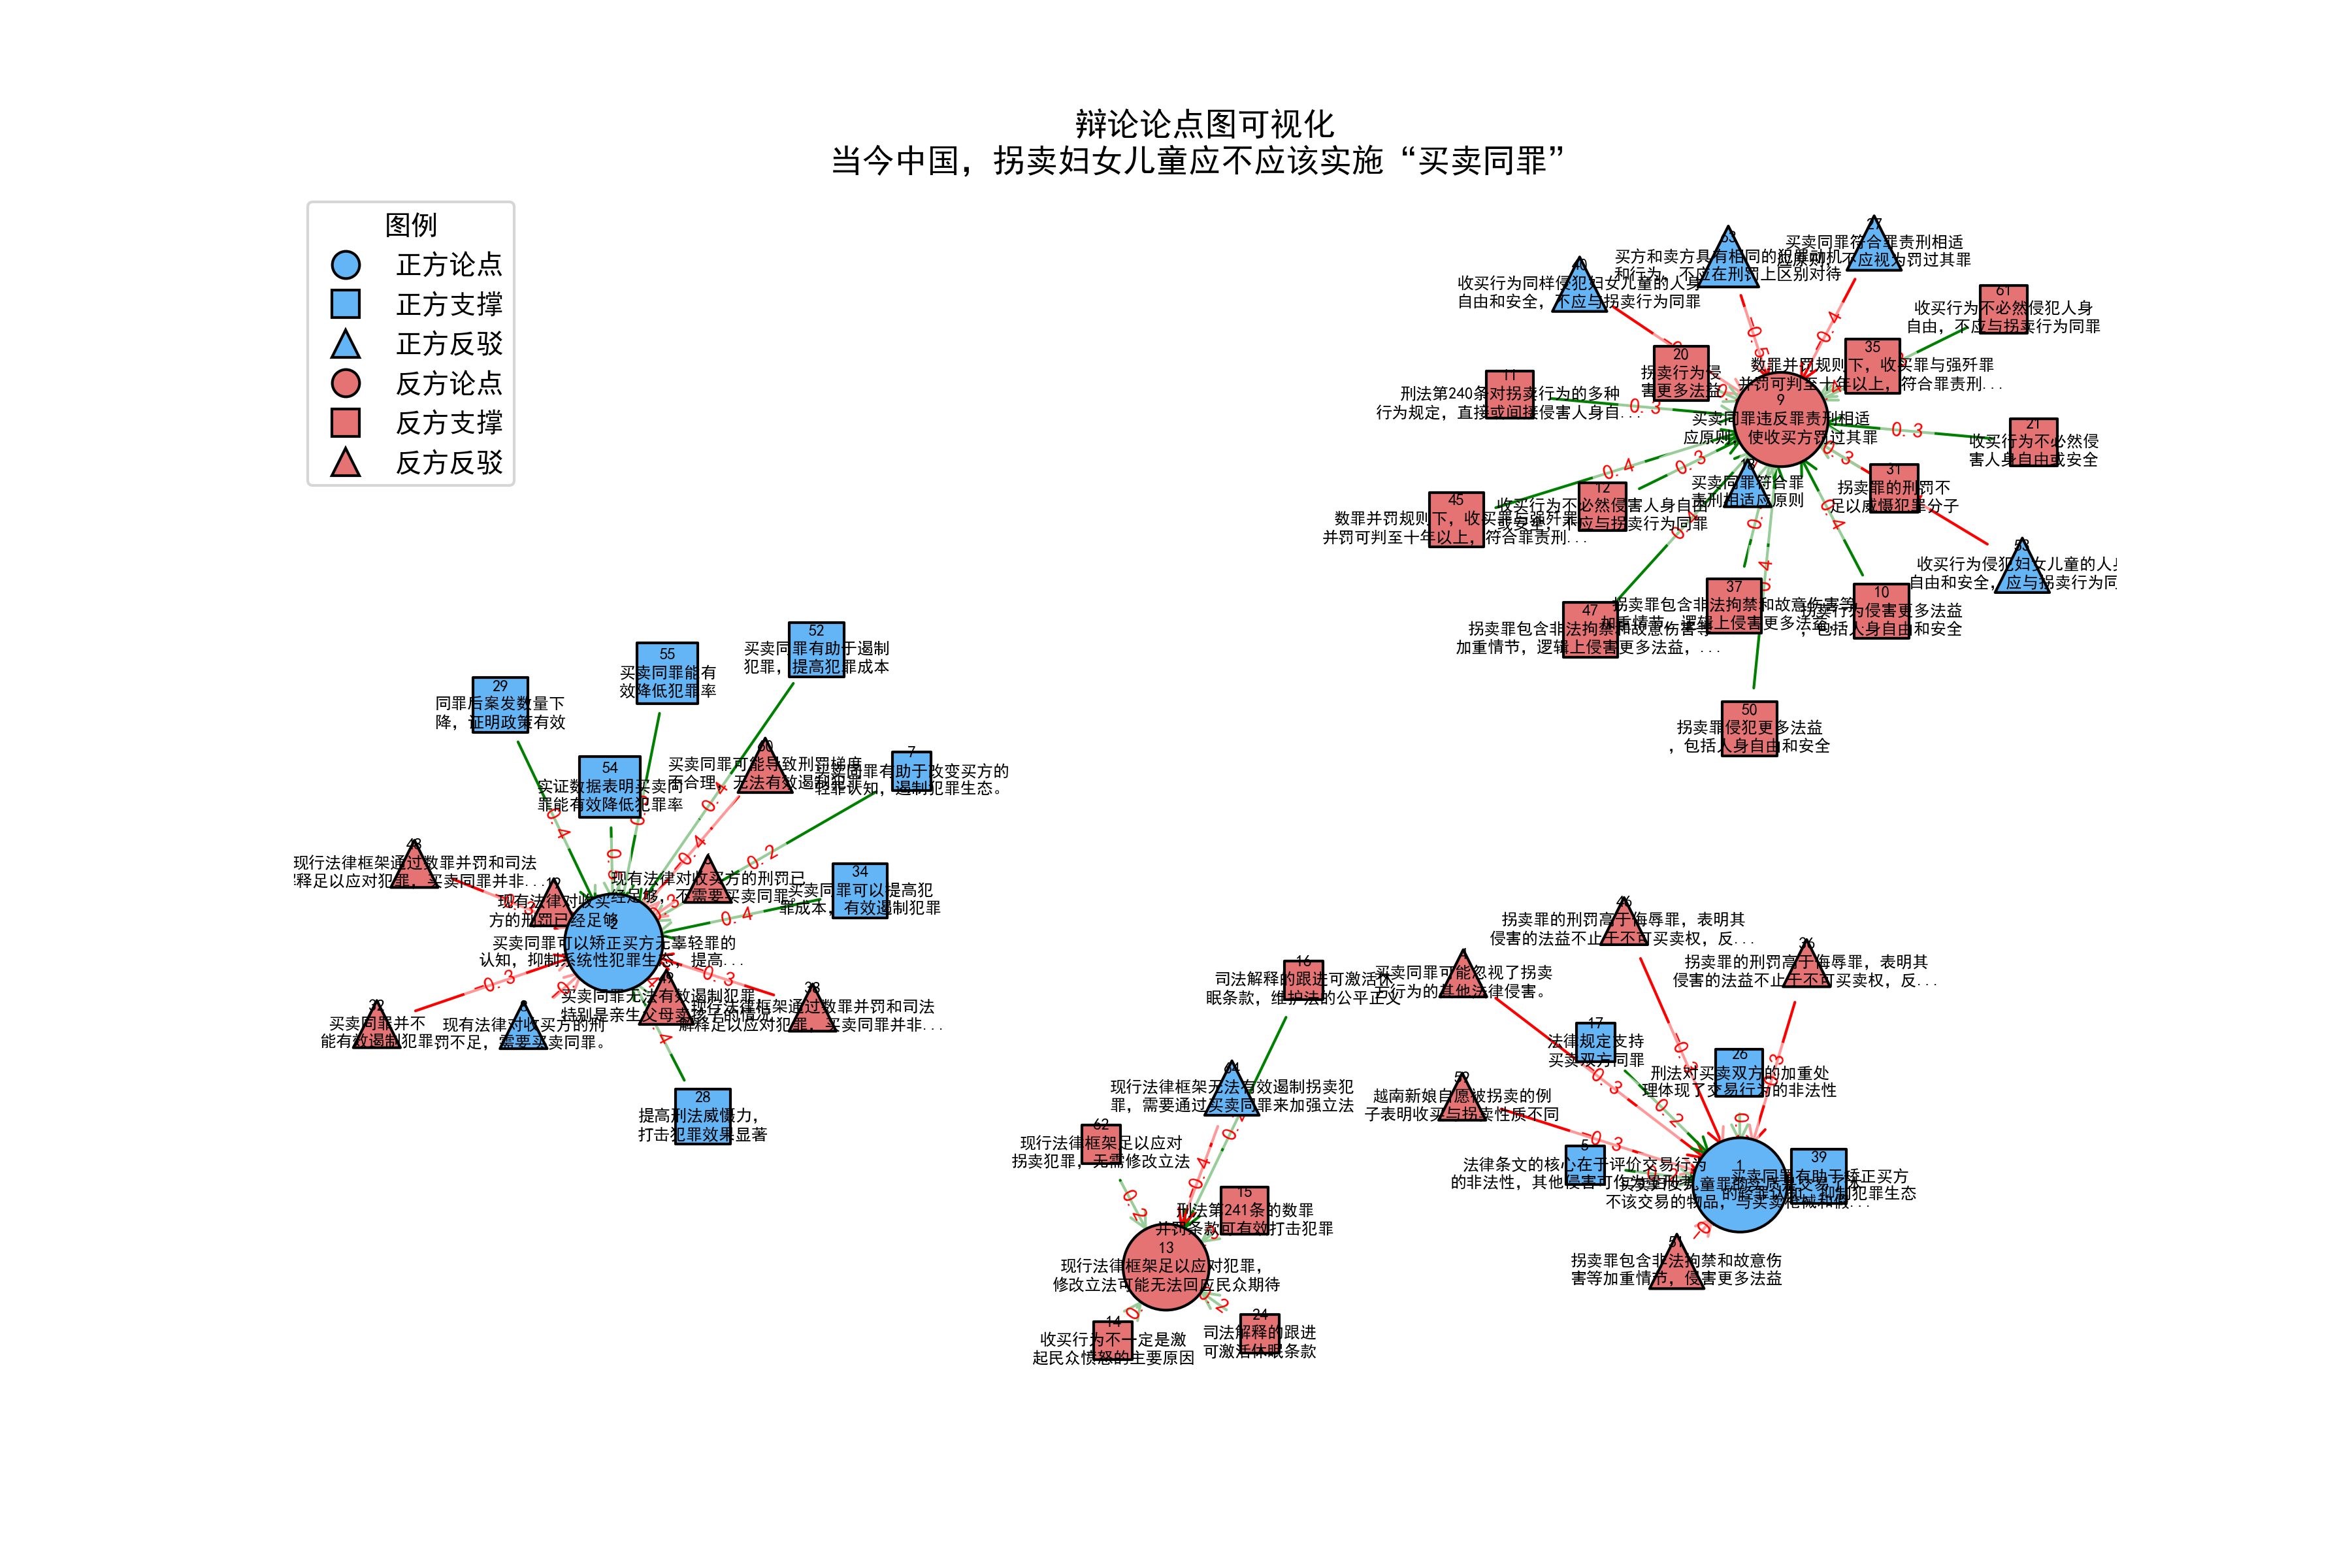 辩论论点图可视化
当今中国，拐卖妇女儿童应不应该实施 “买卖同罪”
图例
正方论点
正方支撑
正方反驳
反方论点
反方支撑
反方反驳
27
买卖同罪符合罪责刑相适
应原则，不应视为罚过其罪
63
买方和卖方具有相同的犯罪动机
和行为，不应在刑罚上区别对待
40
收买行为同样侵犯妇女儿童的人身
自由和安全，不应与拐卖行为同罪
61
收买行为不必然侵犯人身
自由，不应与拐卖行为同罪
-0.5
-0.4
20
拐卖行为侵
害更多法益
35
数罪并罚规则下，收买罪与强歼罪
并罚可判至十年以上，符合罪责刑...
11
刑法第240条对拐卖行为的多种
行为规定，直接或间接侵害人身自...
0.3
9
买卖同罪违反罪责刑相适
应原则，使收买方罚过其罪
0.3
21
收买行为不必然侵
害人身自由或安全
0.4
0.3
0.3
18
买卖同罪符合罪
责刑相适应原则
31
拐卖罪的刑罚不
足以威慑犯罪分子
45
数罪并罚规则下，收买罪与强歼罪
并罚可判至十年以上，符合罪责刑...
12
收买行为不必然侵害人身自由
或安全，不应与拐卖行为同罪
0.4
0.4
0.4
53
收买行为侵犯妇女儿童的人身
自由和安全，应与拐卖行为同
47
拐卖罪包含非法拘禁和故意伤害等
加重情节，逻辑上侵害更多法益，...
37
拐卖罪包含非法拘禁和故意伤害等
加重情节，逻辑上侵害更多法益，
10
拐卖行为侵害更多法益
，包括人身自由和安全
50
拐卖罪侵犯更多法益
，包括人身自由和安全
52
买卖同罪有助于遏制
犯罪，提高犯罪成本
55
买卖同罪能有
效降低犯罪率
29
同罪后案发数量下
降，证明政策有效
54
实证数据表明买卖同
罪能有效降低犯罪率
60
买卖同罪可能导致刑罚梯度
不合理，无法有效遏制犯罪
7
买卖同罪有助于改变买方的
轻罪认知，遏制犯罪生态。
0.4
0.4
-0.4
0.2
48
现行法律框架通过数罪并罚和司法
解释足以应对犯罪，买卖同罪并非...
19
现有法律对收买
方的刑罚已经足够
现有法律对收买方的刑罚已
经足够，不需要买卖同罪。
34
买卖同罪可以提高犯
罪成本，有效遏制犯罪
0.4
2
买卖同罪可以矫正买方无辜轻罪的
认知，抑制系统性犯罪生态，提高...
-0.3
-0.3
32
买卖同罪并不
能有效遏制犯罪
8
现有法律对收买方的刑
罚不足，需要买卖同罪。
49
买卖同罪无法有效遏制犯罪，
特别是亲生父母卖孩子的情况
现行法律框架通过数罪并罚和司法
解释足以应对犯罪，买卖同罪并非...
28
提高刑法威慑力，
打击犯罪效果显著
16
司法解释的跟进可激活休
眠条款，维护法的公平正义
64
现行法律框架无法有效遏制拐卖犯
罪，需要通过买卖同罪来加强立法
-0.4
62
现行法律框架足以应对
拐卖犯罪，无需修改立法
0.2
15
刑法第241条的数罪
并罚条款可有效打击犯罪
13
现行法律框架足以应对犯罪，
修改立法可能无法回应民众期待
0.2
14
收买行为不一定是激
起民众愤怒的主要原因
24
司法解释的跟进
可激活休眠条款
46
拐卖罪的刑罚高于侮辱罪，表明其
侵害的法益不止于不可买卖权，反...
36
拐卖罪的刑罚高于侮辱罪，表明其
侵害的法益不止于不可买卖权，反...
4
买卖同罪可能忽视了拐卖
方行为的其他法律侵害。
17
法律规定支持
买卖双方同罪
26
刑法对买卖双方的加重处
理体现了交易行为的非法性
-0.3
-0.3
-0.3
0.2
59
越南新娘自愿被拐卖的例
子表明收买与拐卖性质不同
-0.3
5
法律条文的核心在于评价交易行为
的非法性，其他侵害可作为量刑考
1
不该交易的物品，与买卖枪械和假...
39
买卖同罪有助于矫正买方
的轻罪认知，抑制犯罪生态
51
拐卖罪包含非法拘禁和故意伤
害等加重情节，侵害更多法益